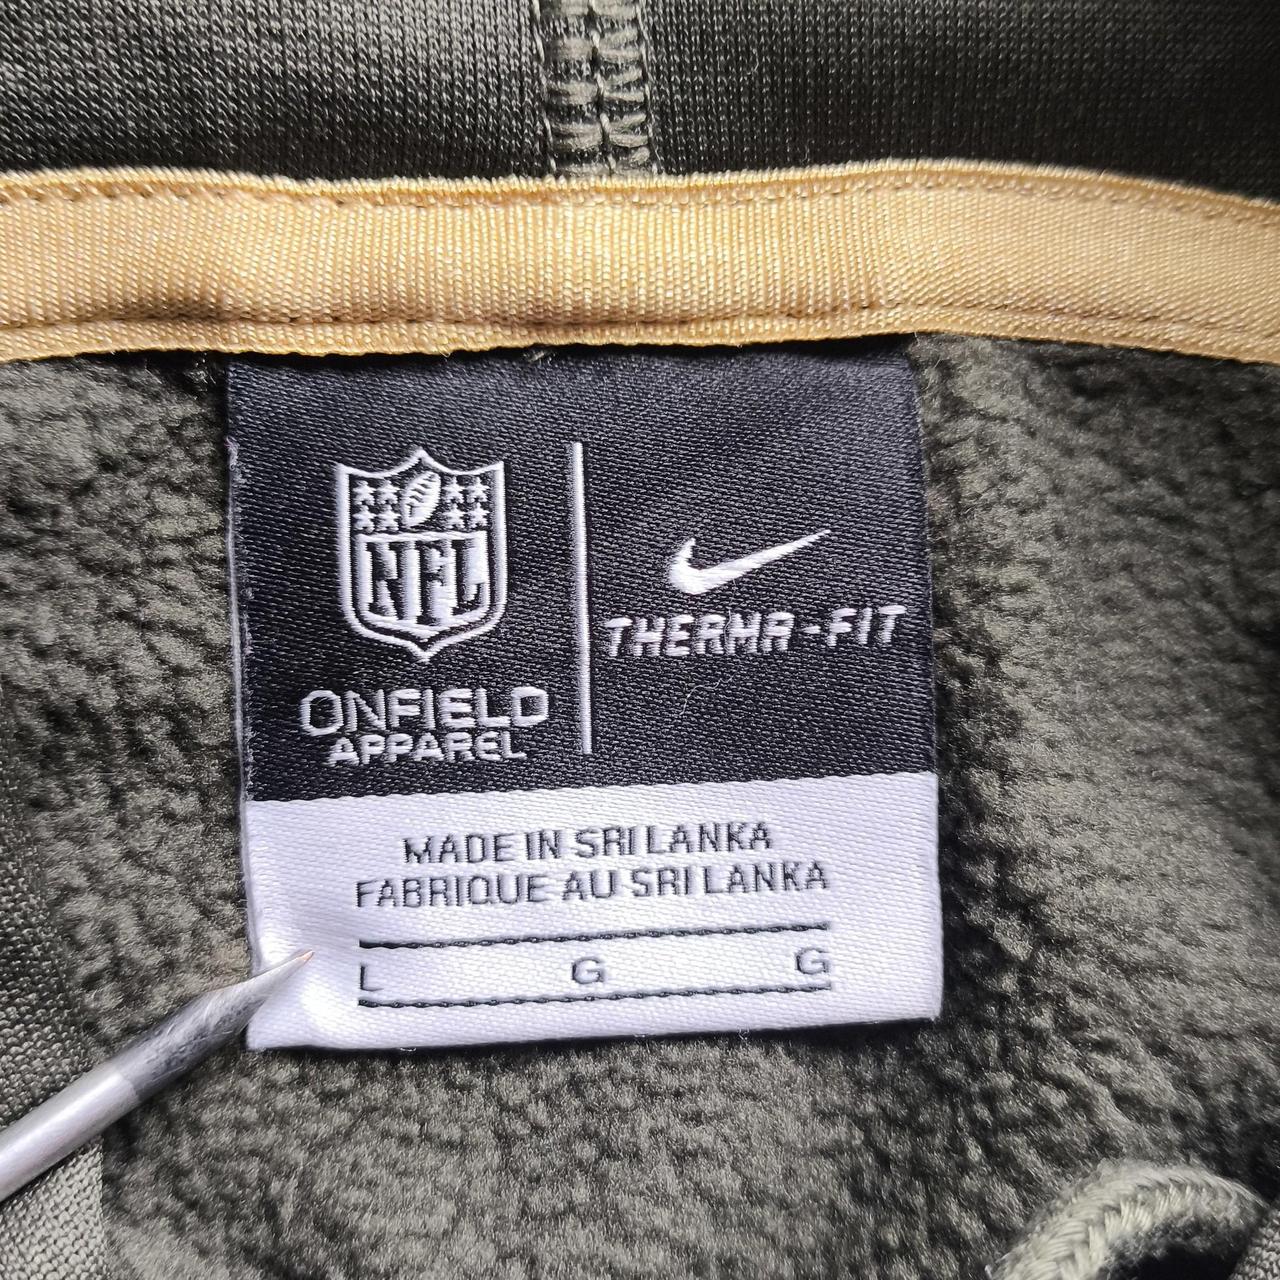 NFL
ONFIELD
APPAREL
THERMA-FIT
MADE IN SRI LANKA
FABRIQUE AU SRI LANKA
L G G